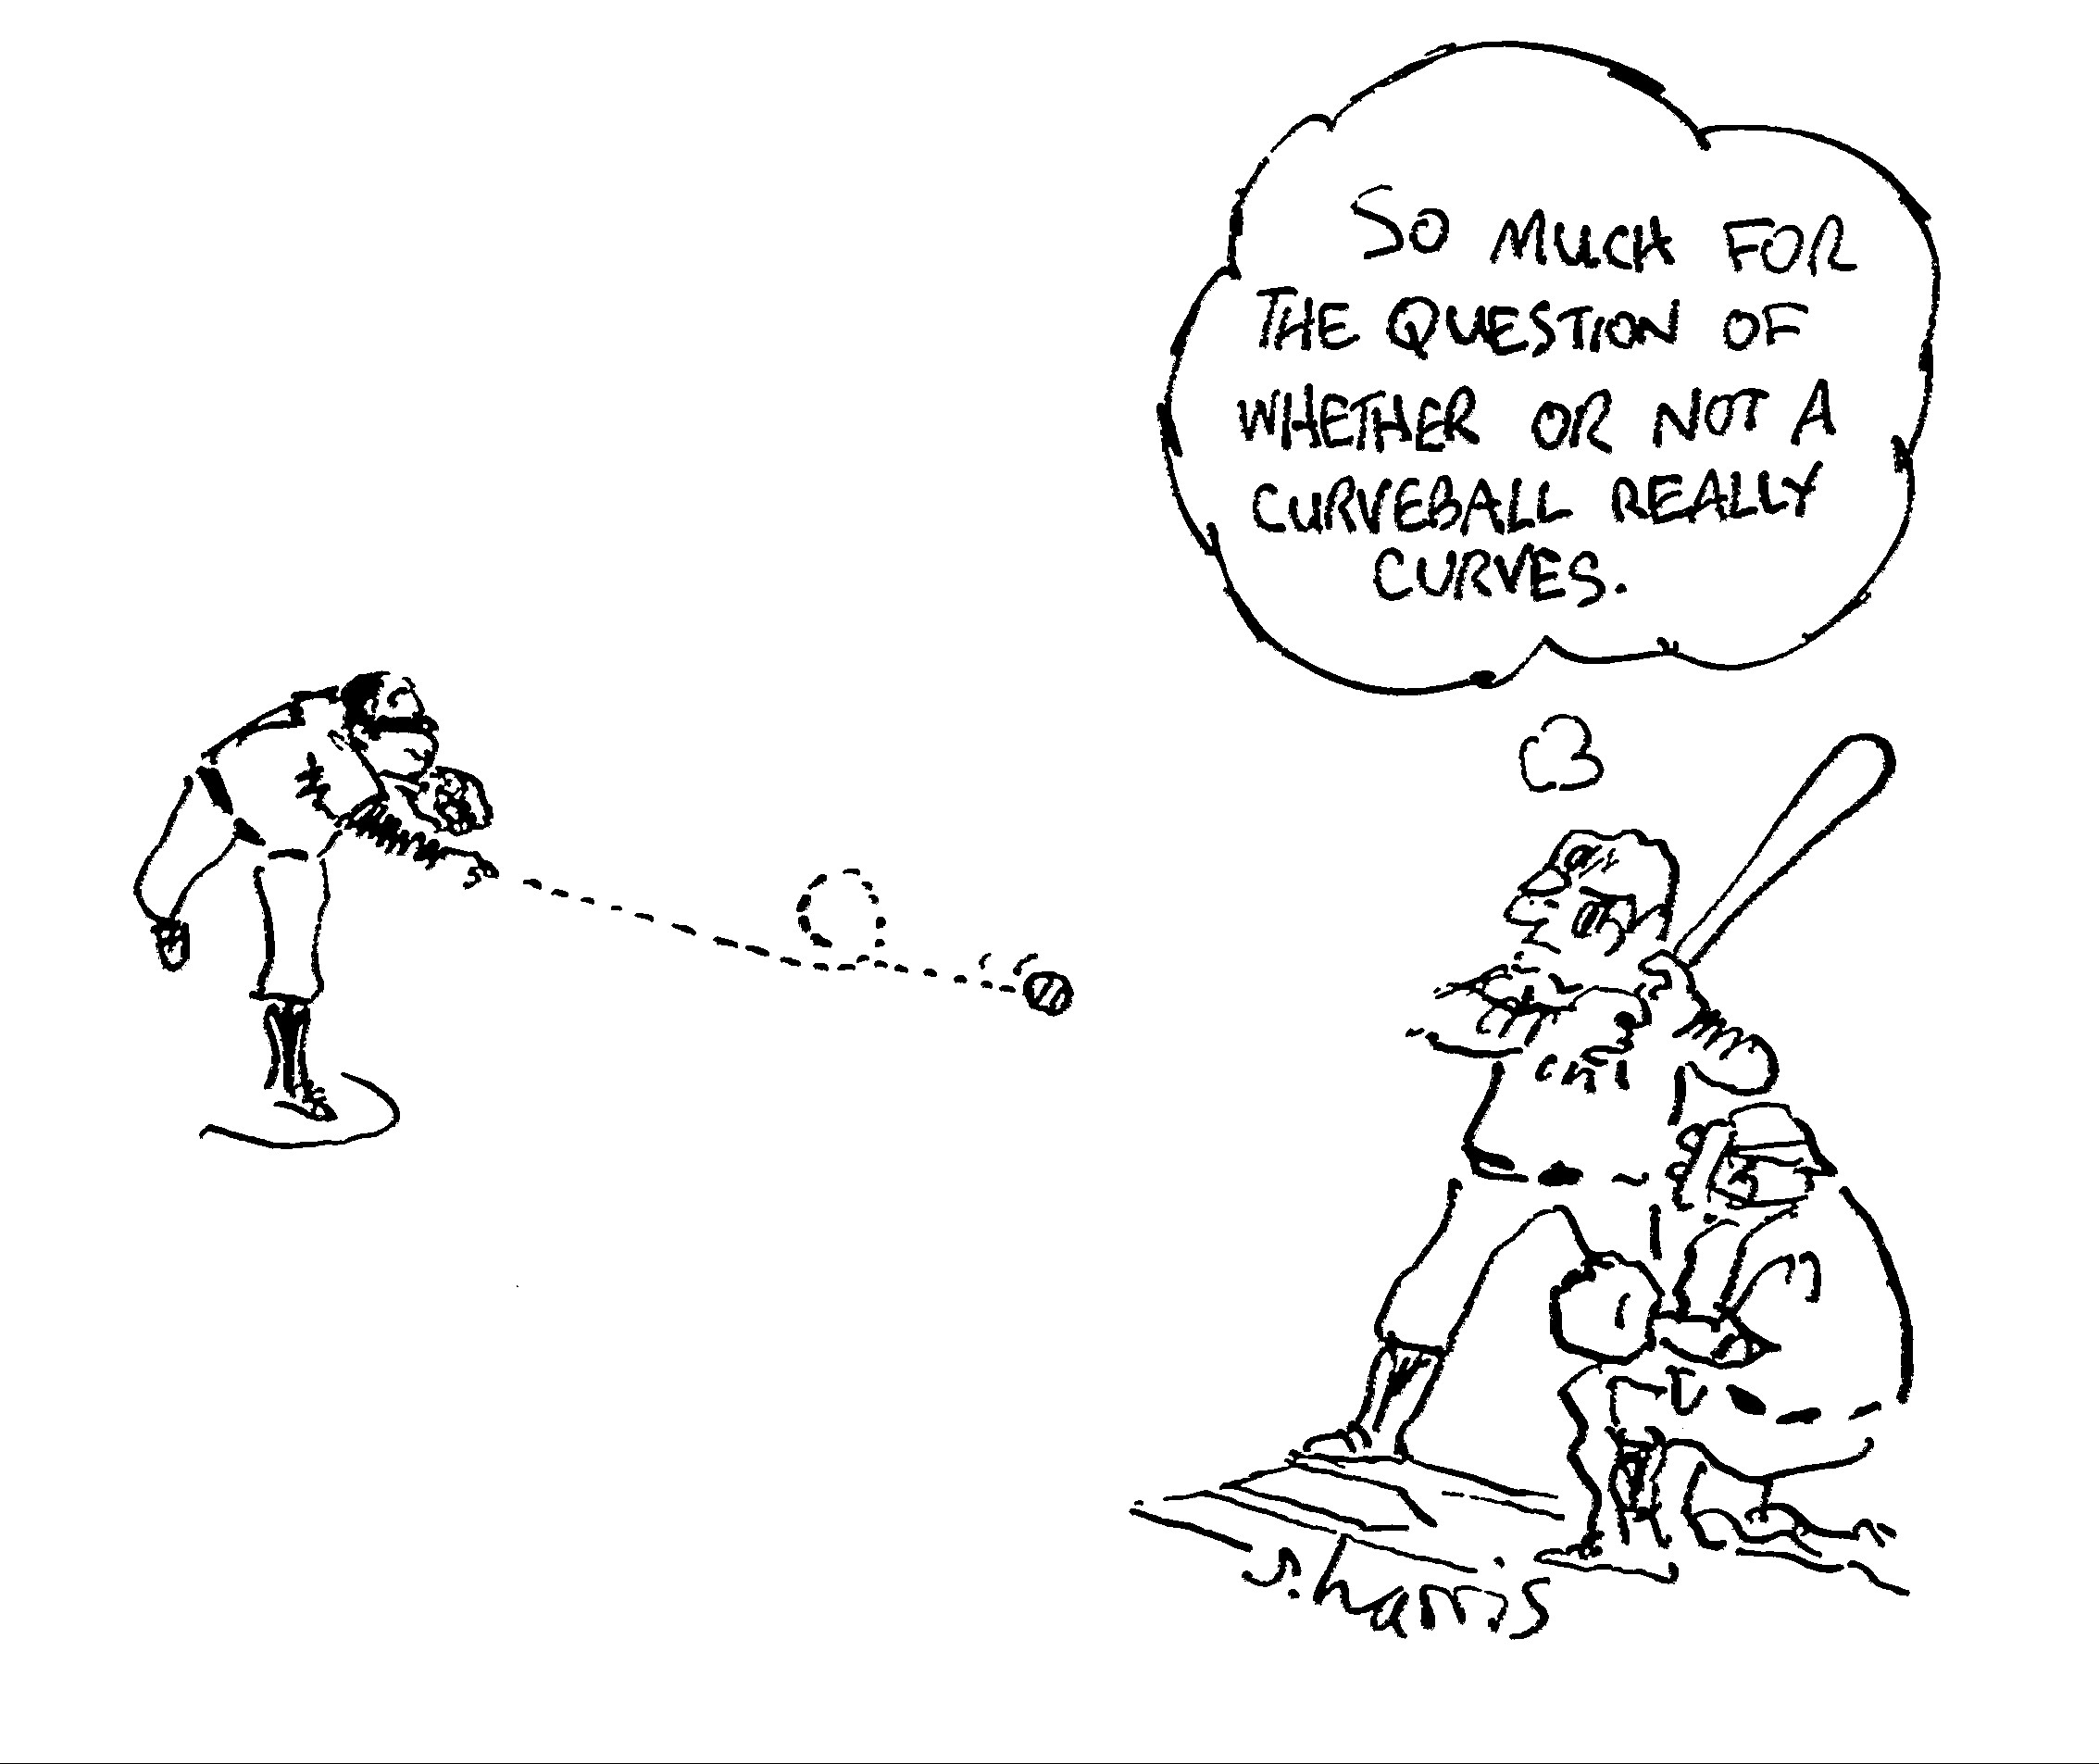 SO MUCH FOR
THE QUESTION OF
WHETHER OR NOT A
CURVEBALL REALLY
CURVES.
s. harris